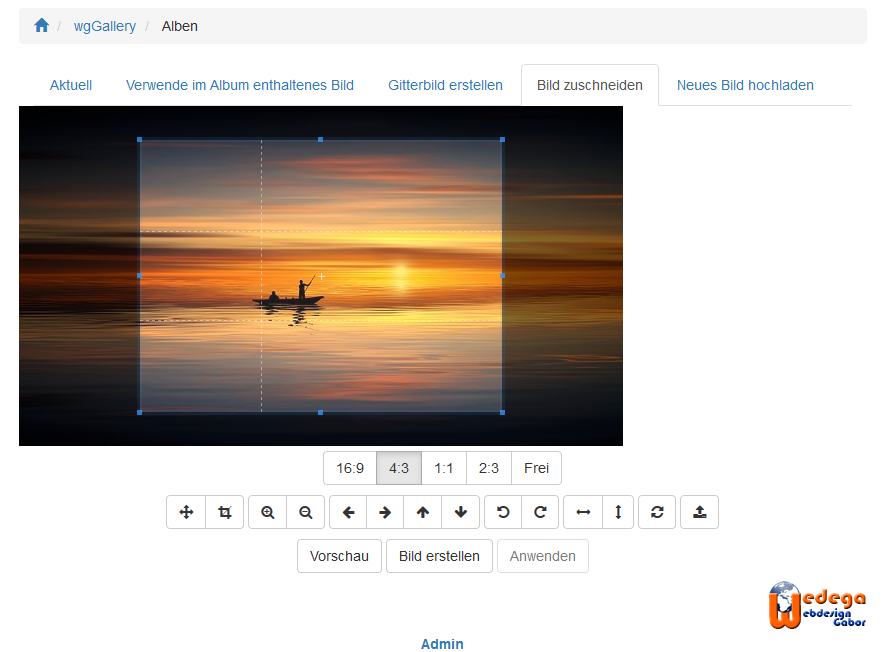 / wgGallery / Alben
Aktuell Verwende im Album enthaltenes Bild Gitterbild erstellen Bild zuschneiden Neues Bild hochladen
16:9 4:3 1:1 2:3 Frei
Vorschau Bild erstellen Anwenden
Wedega
Webdesign
Gabor
Admin